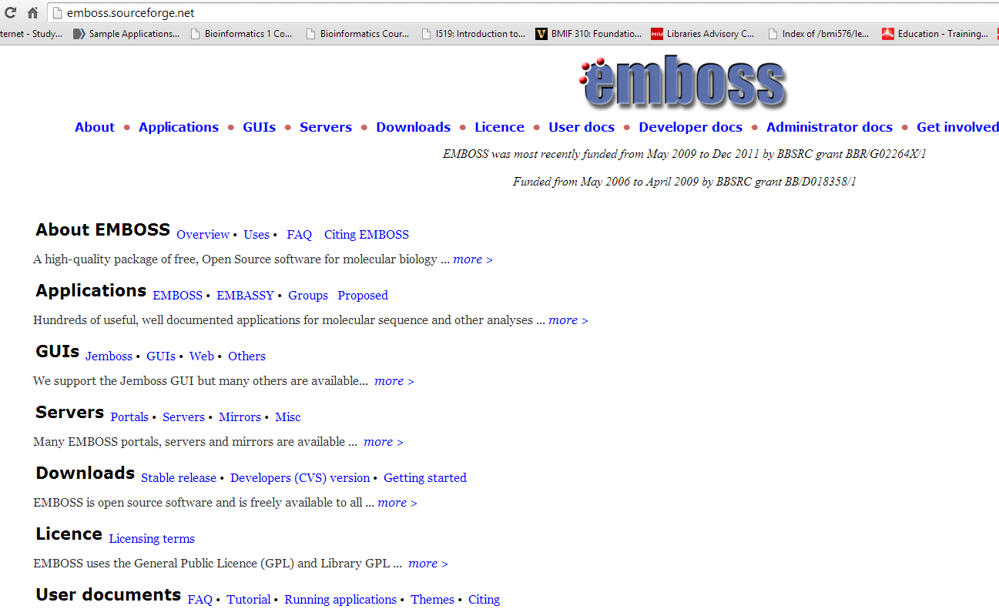 emboss.sourceforge.net
ternet - Study... Sample Applications... Bioinformatics 1 Co... Bioinformatics Cour... I519: Introduction to... V BMIF 310: Foundatio... NIU Libraries Advisory C... Index of /bmi576/le... Education - Training...
emboss
About • Applications • GUIs • Servers • Downloads • Licence • User docs • Developer docs • Administrator docs • Get involved
EMBOSS was most recently funded from May 2009 to Dec 2011 by BBSRC grant BBR/G02264X/1
Funded from May 2006 to April 2009 by BBSRC grant BB/D018358/1
About EMBOSS Overview • Uses • FAQ Citing EMBOSS
A high-quality package of free, Open Source software for molecular biology ... more >
Applications EMBOSS • EMBASSY • Groups Proposed
Hundreds of useful, well documented applications for molecular sequence and other analyses ... more >
GUIs Jemboss • GUIs • Web • Others
We support the Jemboss GUI but many others are available... more >
Servers Portals • Servers • Mirrors • Misc
Many EMBOSS portals, servers and mirrors are available ... more >
Downloads Stable release • Developers (CVS) version • Getting started
EMBOSS is open source software and is freely available to all ... more >
Licence Licensing terms
EMBOSS uses the General Public Licence (GPL) and Library GPL ... more >
User documents FAQ • Tutorial • Running applications • Themes • Citing